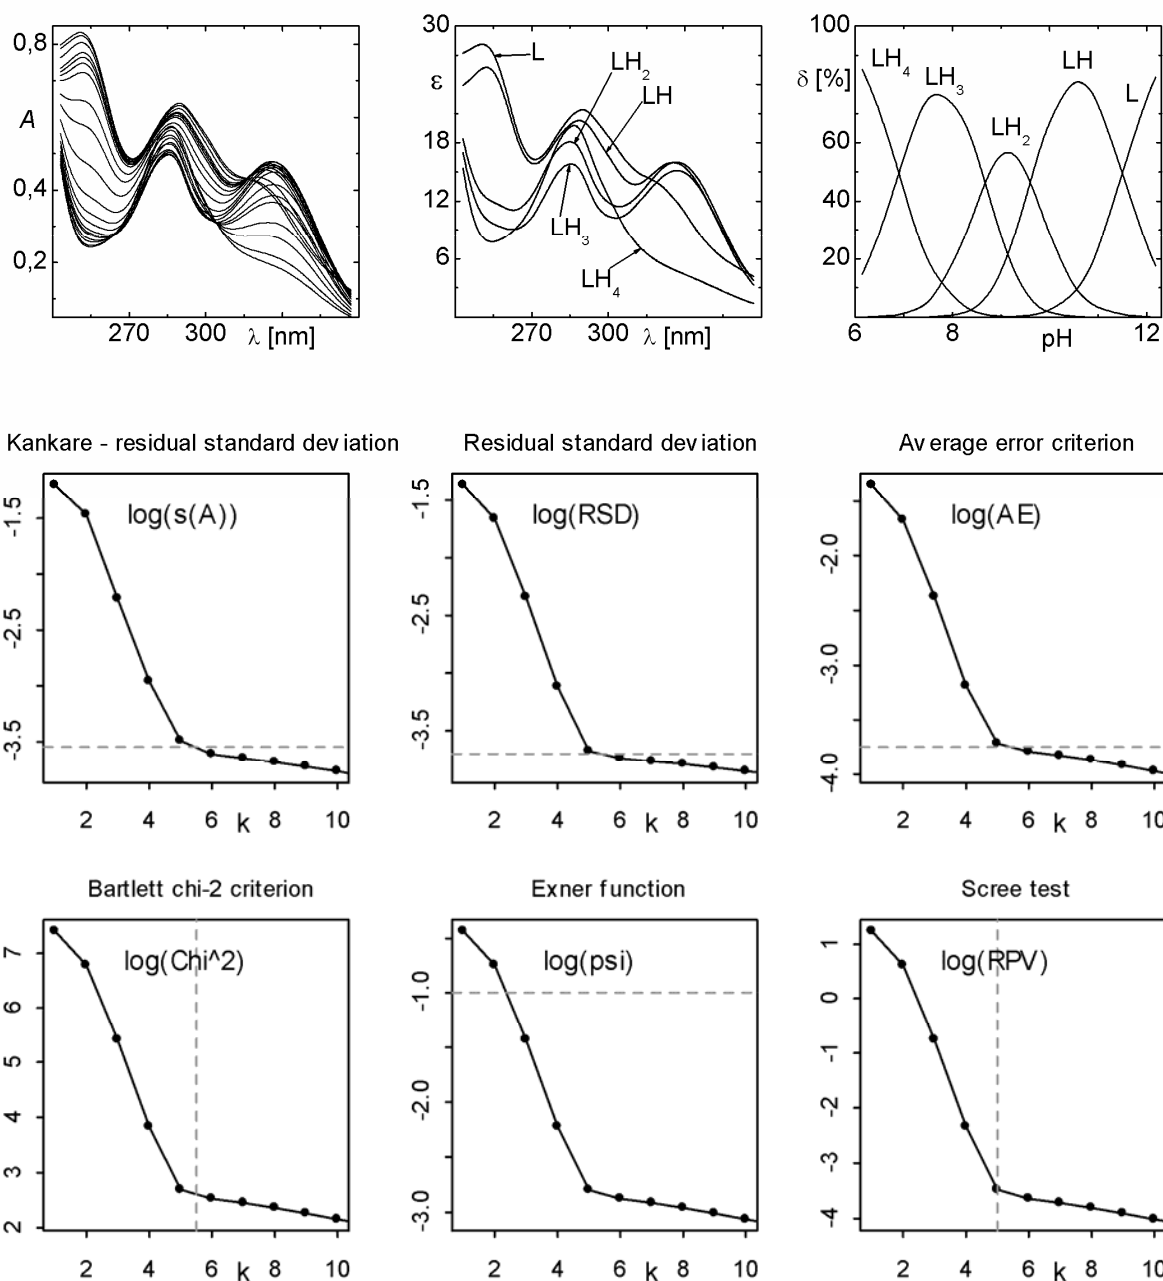 0,8
A
0,4
0,2
270 300 λ [nm]
30
ε
18
12
6
L
LH2
LH
LH3
LH4
270 300 λ [nm]
100
δ [%]
60
40
20
LH4
LH3
LH2
LH
L
6 8 pH 12
Kankare - residual standard deviation
log(s(A))
-1.5
-2.5
-3.5
2 4 6 k 8 10
Residual standard deviation
log(RSD)
-1.5
-2.5
-3.5
2 4 6 k 8 10
Average error criterion
log(AE)
-2.0
-3.0
-4.0
2 4 6 k 8 10
Bartlett chi-2 criterion
log(Chi^2)
7
6
5
4
3
2
2 4 6 k 8 10
Exner function
log(psi)
-1.0
-2.0
-3.0
2 4 6 k 8 10
Scree test
log(RPV)
1
0
-1
-2
-3
-4
2 4 6 k 8 10